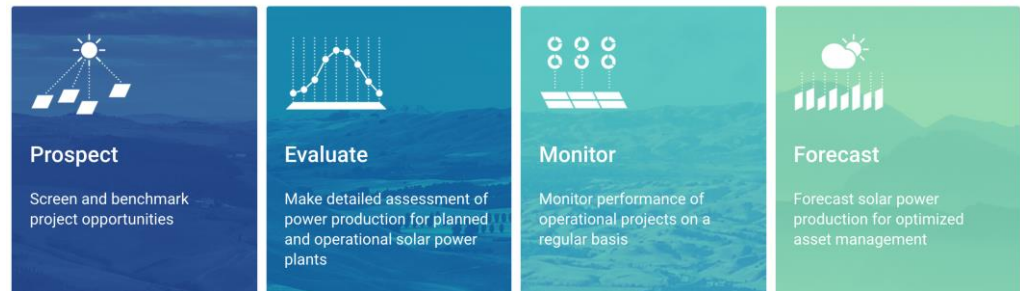 Prospect
Screen and benchmark
project opportunities
Evaluate
Make detailed assessment of
power production for planned
and operational solar power
plants
Monitor
Monitor performance of
operational projects on a
regular basis
Forecast
Forecast solar power
production for optimized
asset management